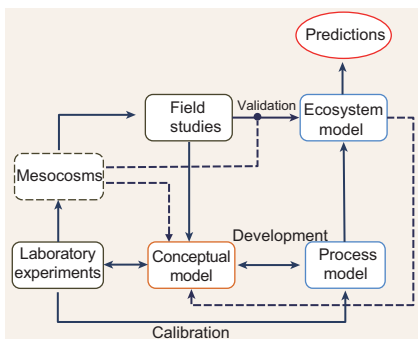 Predictions
Field
studies
Validation
Ecosystem
model
Mesocosms
Development
Laboratory
experiments
Conceptual
model
Process
model
Calibration